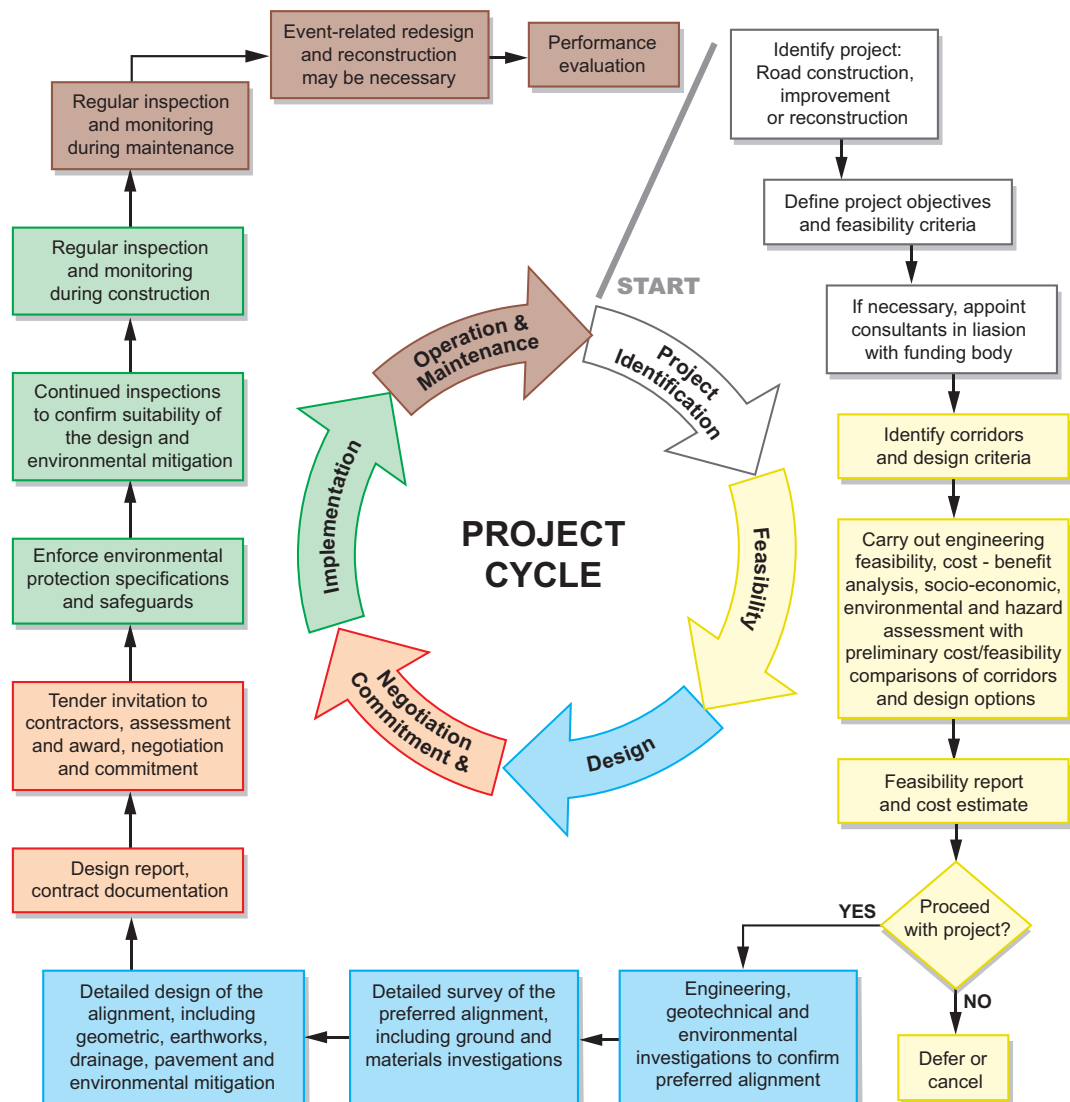 Identify project:
Road construction,
improvement
or reconstruction
Define project objectives
and feasibility criteria
If necessary, appoint
consultants in liasion
with funding body
Identify corridors
and design criteria
Carry out engineering
feasibility, cost - benefit
analysis, socio-economic,
environmental and hazard
assessment with
preliminary cost/feasibility
comparisons of corridors
and design options
Feasibility report
and cost estimate
Proceed
with project?
YES
NO
Defer or
cancel
Engineering,
geotechnical and
environmental
investigations to confirm
preferred alignment
Detailed survey of the
preferred alignment,
including ground and
materials investigations
Detailed design of the
alignment, including
geometric, earthworks,
drainage, pavement and
environmental mitigation
Design report,
contract documentation
Tender invitation to
contractors, assessment
and award, negotiation
and commitment
Enforce environmental
protection specifications
and safeguards
Continued inspections
to confirm suitability of
the design and
environmental mitigation
Regular inspection
and monitoring
during construction
Regular inspection
and monitoring
during maintenance
Event-related redesign
and reconstruction
may be necessary
Performance
evaluation
START
Project
Identification
Feasibility
Design
Negotiation
Commitment &
Implementation
Operation &
Maintenance
PROJECT
CYCLE